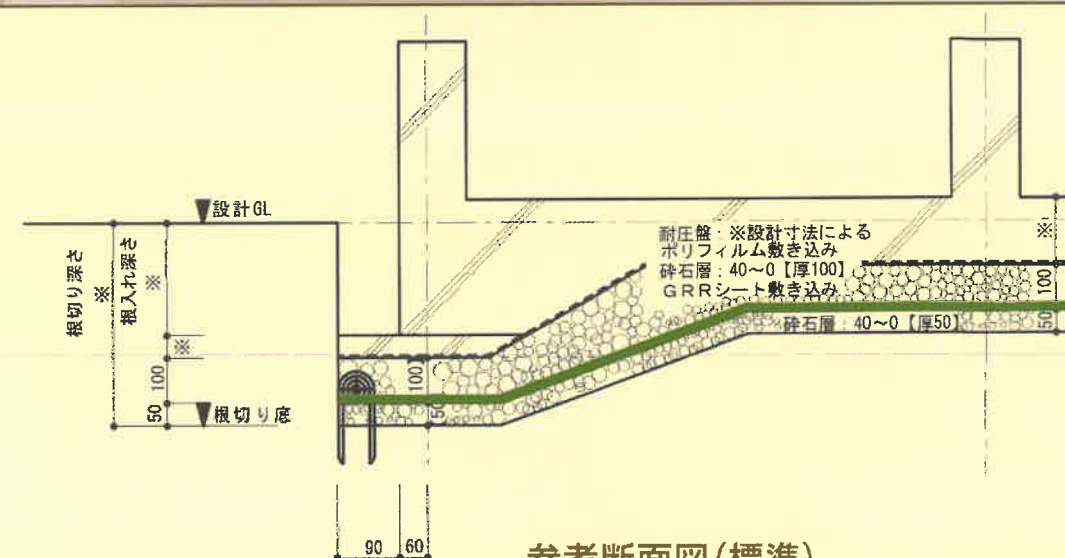 設計GL
根切り深さ
※
根入れ深さ
※
※
100
50
根切り底
耐圧盤：※設計寸法による
ポリフィルム敷き込み
砕石層：40～0【厚100】
GRRシート敷き込み
砕石層：40～0【厚50】
※
100
50
100
90
60
参考断面図(標準)